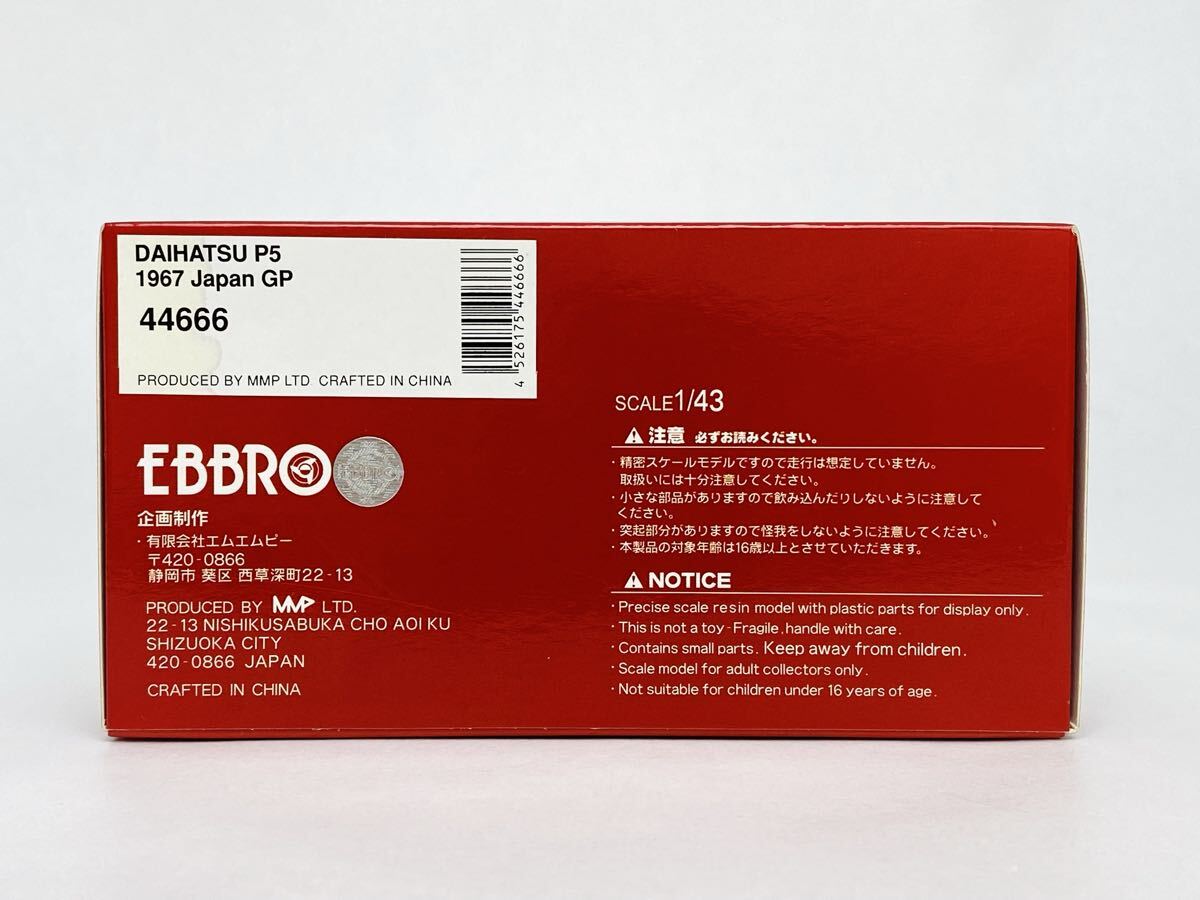 DAIHATSU P5
1967 Japan GP
44666
PRODUCED BY MMP LTD. CRAFTED IN CHINA
4 526175 446666
EBBRO
EBBRO
企画制作
・有限会社エムエムピー
〒420-0866
静岡市 葵区 西草深町22-13
PRODUCED BY MMP LTD.
22-13 NISHIKUSABUKA CHO AOI KU
SHIZUOKA CITY
420-0866 JAPAN
CRAFTED IN CHINA
SCALE1/43
注意 必ずお読みください。
・精密スケールモデルですので走行は想定していません。
取扱いには十分注意してください。
・小さな部品がありますので飲み込んだりしないように注意して
ください。
・突起部分がありますので怪我をしないように注意してください。
・本製品の対象年齢は16歳以上とさせていただきます。
NOTICE
・Precise scale resin model with plastic parts for display only.
・This is not a toy-Fragile, handle with care.
・Contains small parts. Keep away from children.
・Scale model for adult collectors only.
・Not suitable for children under 16 years of age.